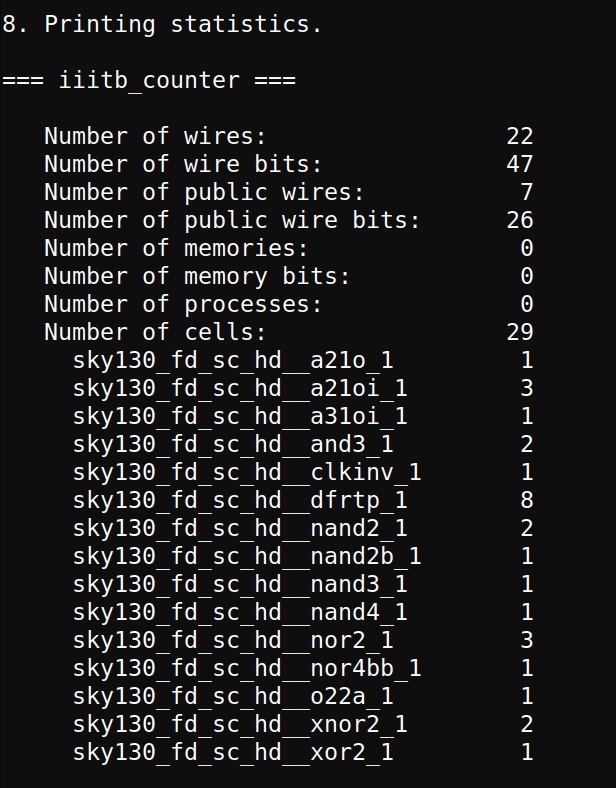 8. Printing statistics.
=== iiitb_counter ===
Number of wires: 22
Number of wire bits: 47
Number of public wires: 7
Number of public wire bits: 26
Number of memories: 0
Number of memory bits: 0
Number of processes: 0
Number of cells: 29
sky130_fd_sc_hd__a21o_1 1
sky130_fd_sc_hd__a21oi_1 3
sky130_fd_sc_hd__a31oi_1 1
sky130_fd_sc_hd__and3_1 2
sky130_fd_sc_hd__clkinv_1 1
sky130_fd_sc_hd__dfrtp_1 8
sky130_fd_sc_hd__nand2_1 2
sky130_fd_sc_hd__nand2b_1 1
sky130_fd_sc_hd__nand3_1 1
sky130_fd_sc_hd__nand4_1 1
sky130_fd_sc_hd__nor2_1 3
sky130_fd_sc_hd__nor4bb_1 1
sky130_fd_sc_hd__o22a_1 1
sky130_fd_sc_hd__xnor2_1 2
sky130_fd_sc_hd__xor2_1 1